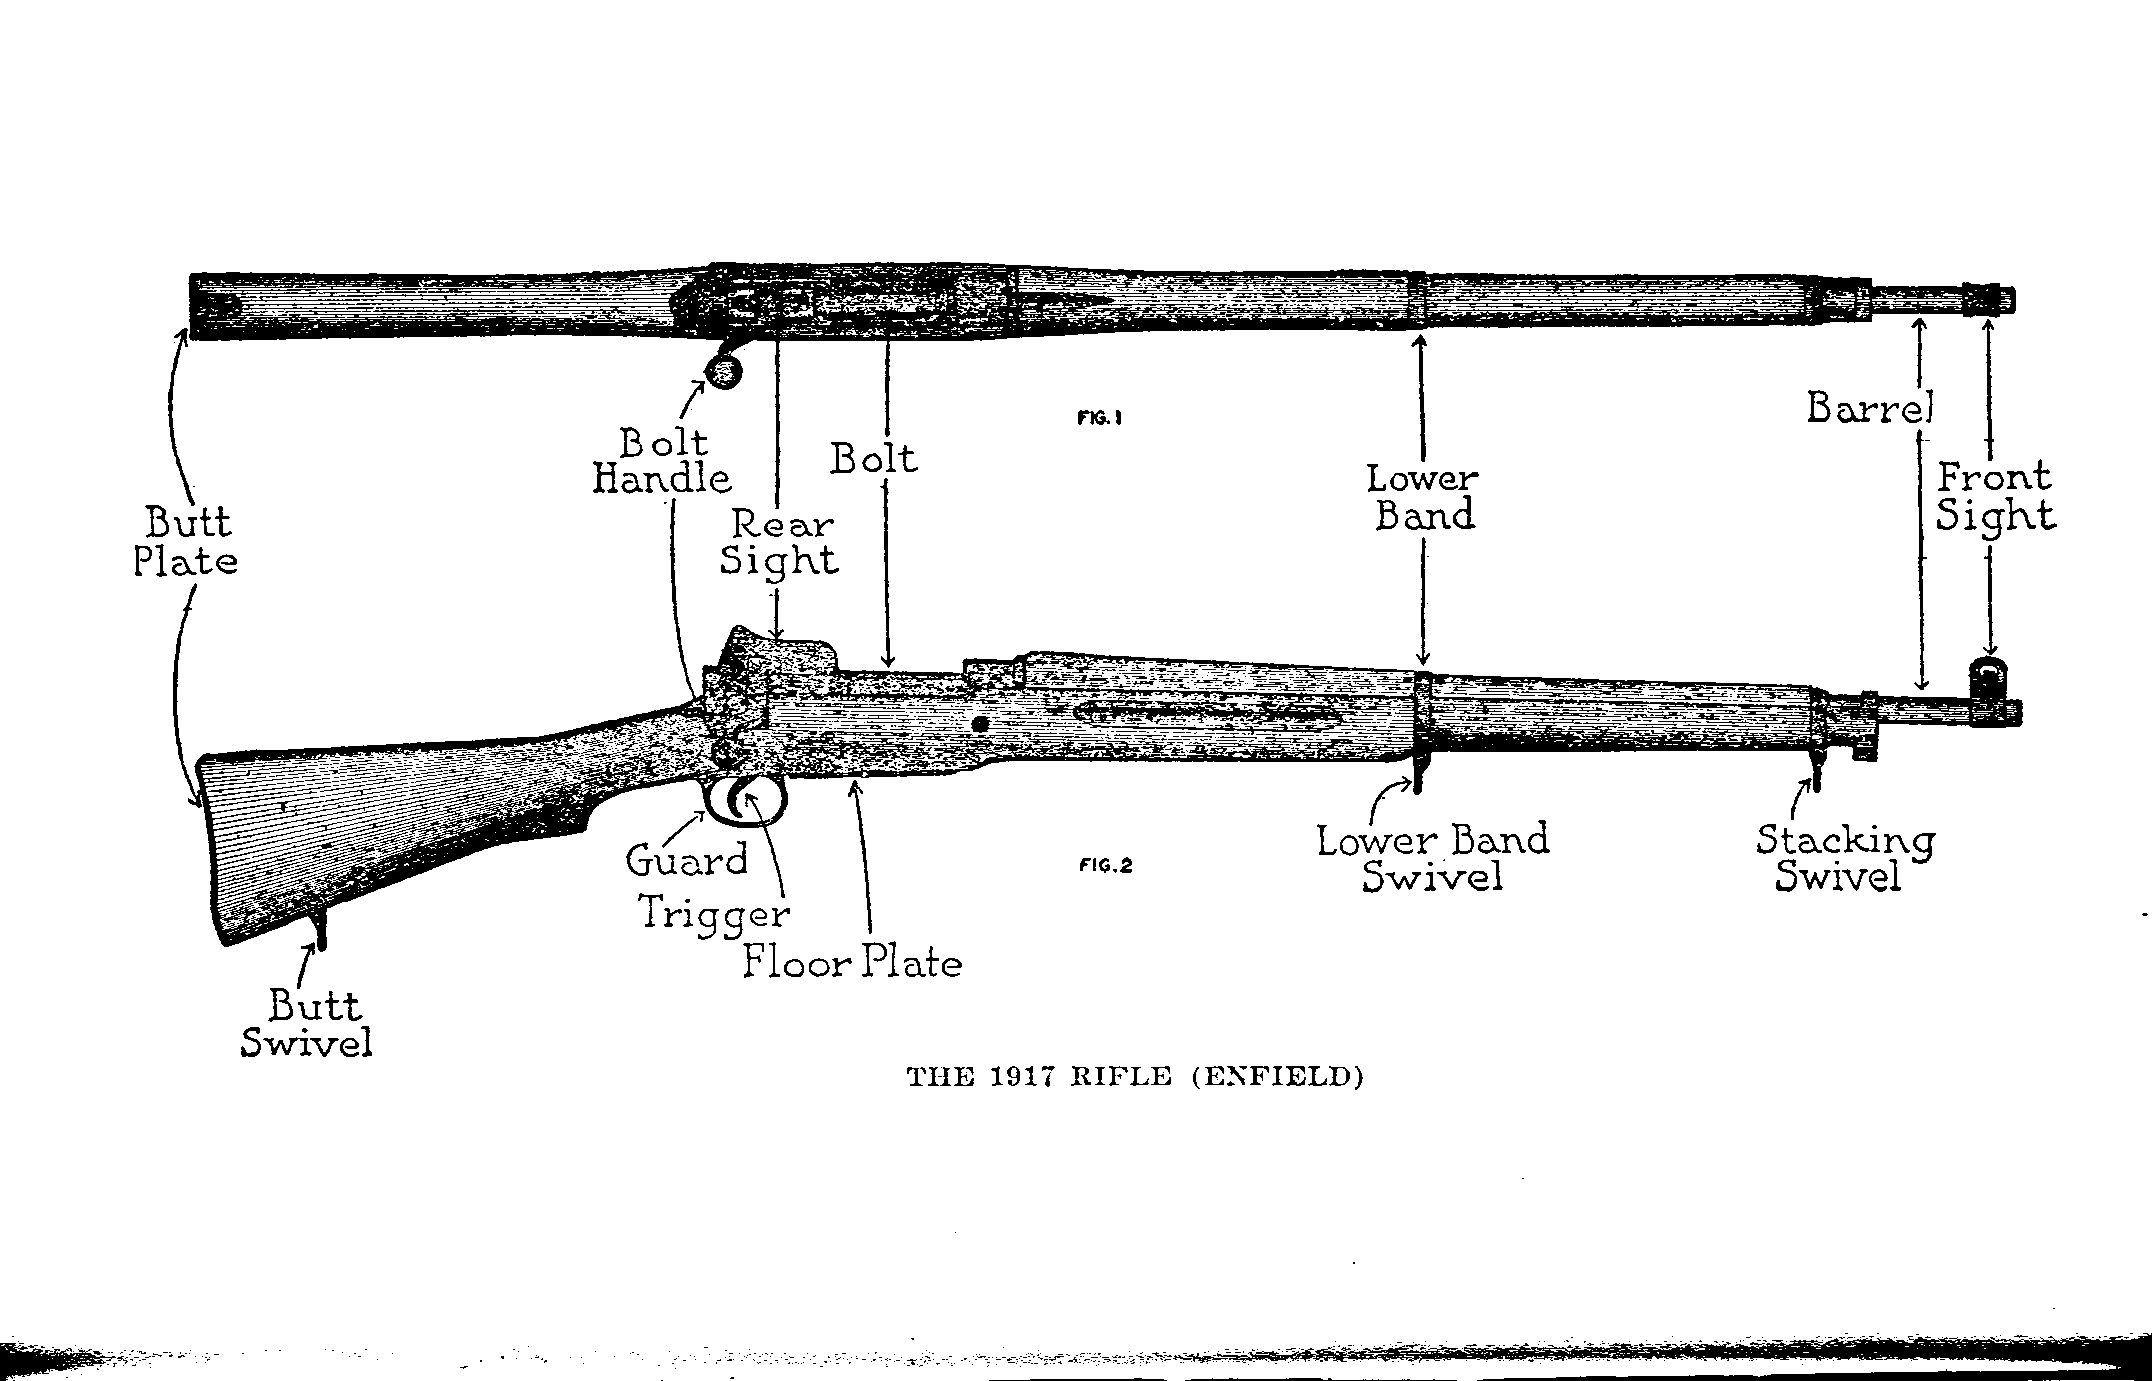 FIG. 1
Barrel
Bolt
Handle
Bolt
Lower
Band
Front
Sight
Butt
Plate
Rear
Sight
Guard
Trigger
Floor Plate
FIG. 2
Lower Band
Swivel
Stacking
Swivel
Butt
Swivel
THE 1917 RIFLE (ENFIELD)